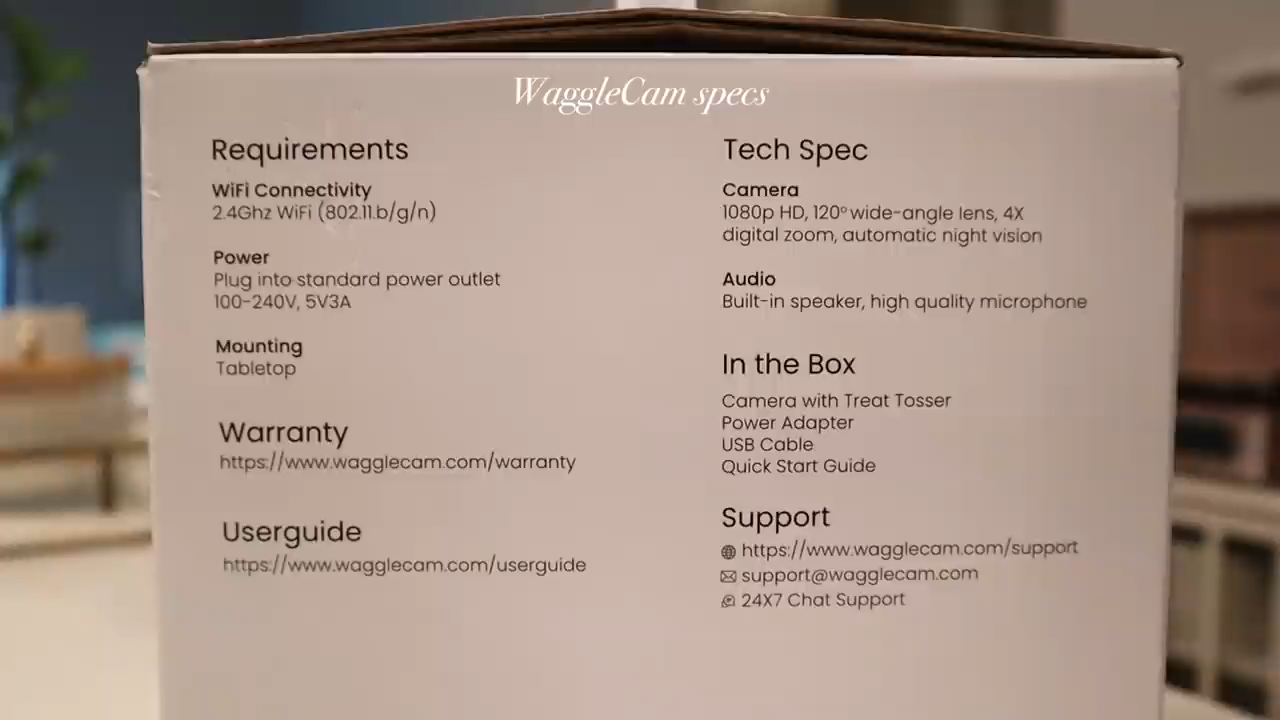 WaggleCam specs
Requirements
WiFi Connectivity
2.4Ghz WiFi (802.11.b/g/n)
Power
Plug into standard power outlet
100-240V, 5V3A
Mounting
Tabletop
Warranty
https://www.wagglecam.com/warranty
Userguide
https://www.wagglecam.com/userguide
Tech Spec
Camera
1080p HD, 120° wide-angle lens, 4X
digital zoom, automatic night vision
Audio
Built-in speaker, high quality microphone
In the Box
Camera with Treat Tosser
Power Adapter
USB Cable
Quick Start Guide
Support
https://www.wagglecam.com/support
support@wagglecam.com
24X7 Chat Support